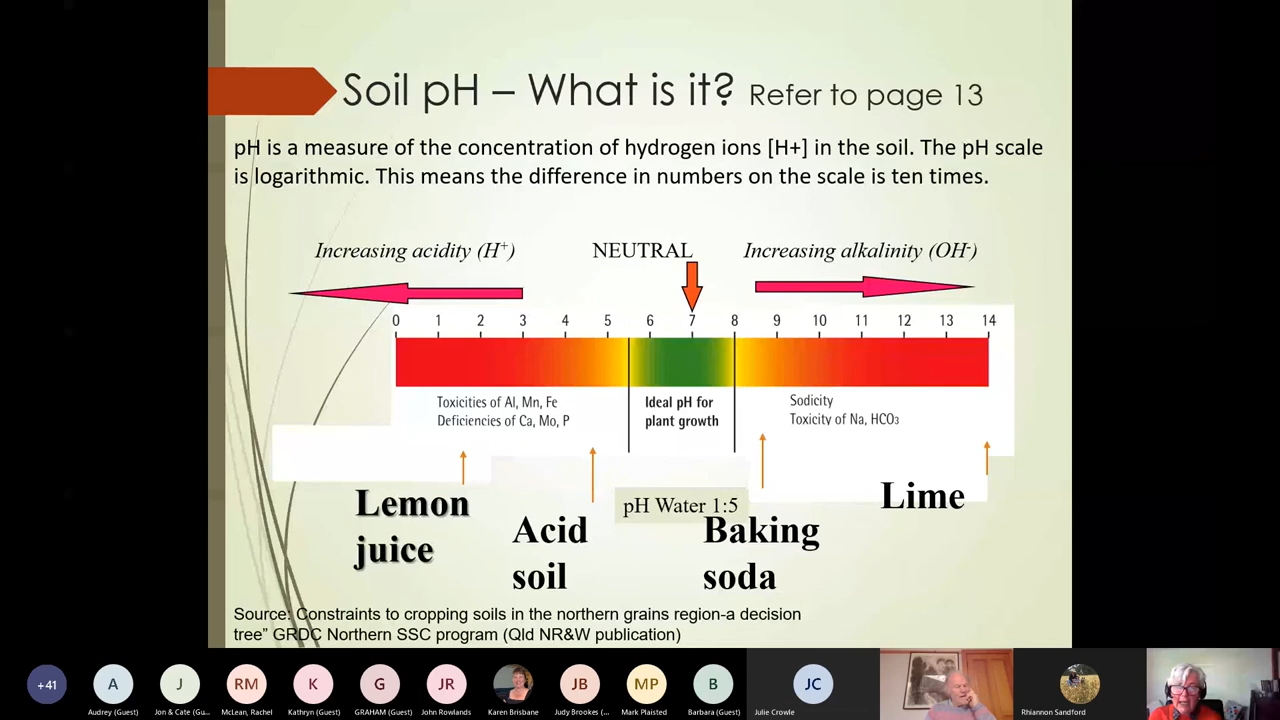 Soil pH – What is it? Refer to page 13
pH is a measure of the concentration of hydrogen ions [H+] in the soil. The pH scale
is logarithmic. This means the difference in numbers on the scale is ten times.
Increasing acidity (H+)
NEUTRAL
Increasing alkalinity (OH-)
0 1 2 3 4 5 6 7 8 9 10 11 12 13 14
Toxicities of Al, Mn, Fe
Deficiencies of Ca, Mo, P
Ideal pH for
plant growth
Sodicity
Toxicity of Na, HCO3
Lemon
juice
Acid
soil
pH Water 1:5
Baking
soda
Lime
Source: Constraints to cropping soils in the northern grains region-a decision
tree” GRDC Northern SSC program (Qld NR&W publication)
+41
A
J
RM
K
G
JR
JB
MP
B
JC
Audrey (Guest)
Jon & Cate (Gu...
McLean, Rachel
Kathryn (Guest)
GRAHAM (Guest)
John Rowlands
Karen Brisbane
Judy Brookes (...
Mark Plaisted
Barbara (Guest)
Julie Crowle
Rhiannon Sandford